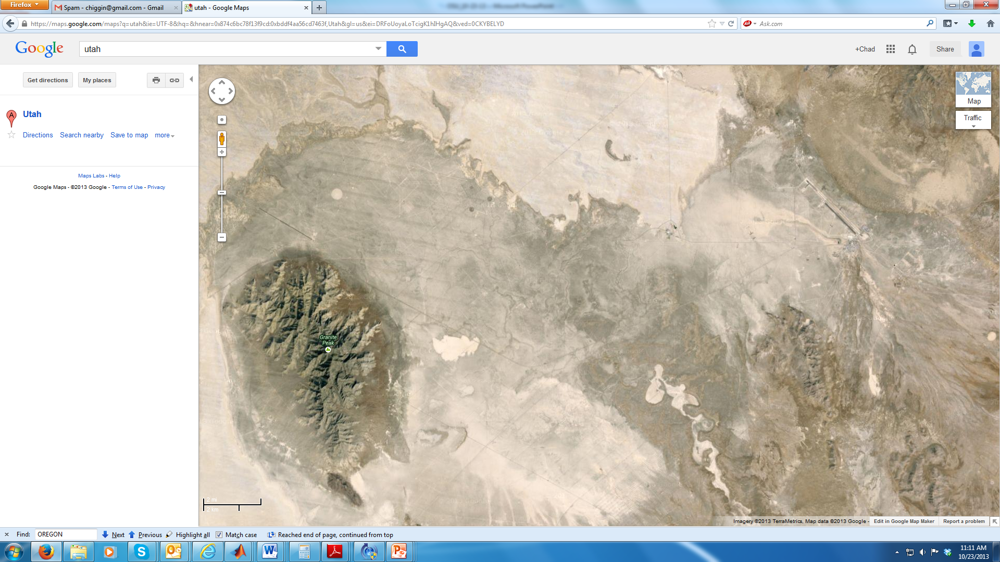 Firefox
Spam - chiggin@gmail.com - Gmail
utah - Google Maps
https://maps.google.com/maps?q=utah&ie=UTF-8&hq=&hnear=0x874c6bc78f13f9cd:0xbddf4aa56cd7463f,Utah&gl=us&ei=DRFoUoyaLoTcigK1hIHgAQ&ved=0CKYBELYD
Ask Ask.com
Google
utah
+Chad
Share
Get directions
My places
A
Utah
Directions
Search nearby
Save to map
more
Maps Labs - Help
Google Maps - ©2013 Google - Terms of Use - Privacy
Map
Traffic
Granite
Peak
2 mi
2 km
Imagery ©2013 TerraMetrics, Map data ©2013 Google -
Edit in Google Map Maker
Report a problem
Find: OREGON Next Previous Highlight all Match case Reached end of page, continued from top
11:11 AM
10/23/2013